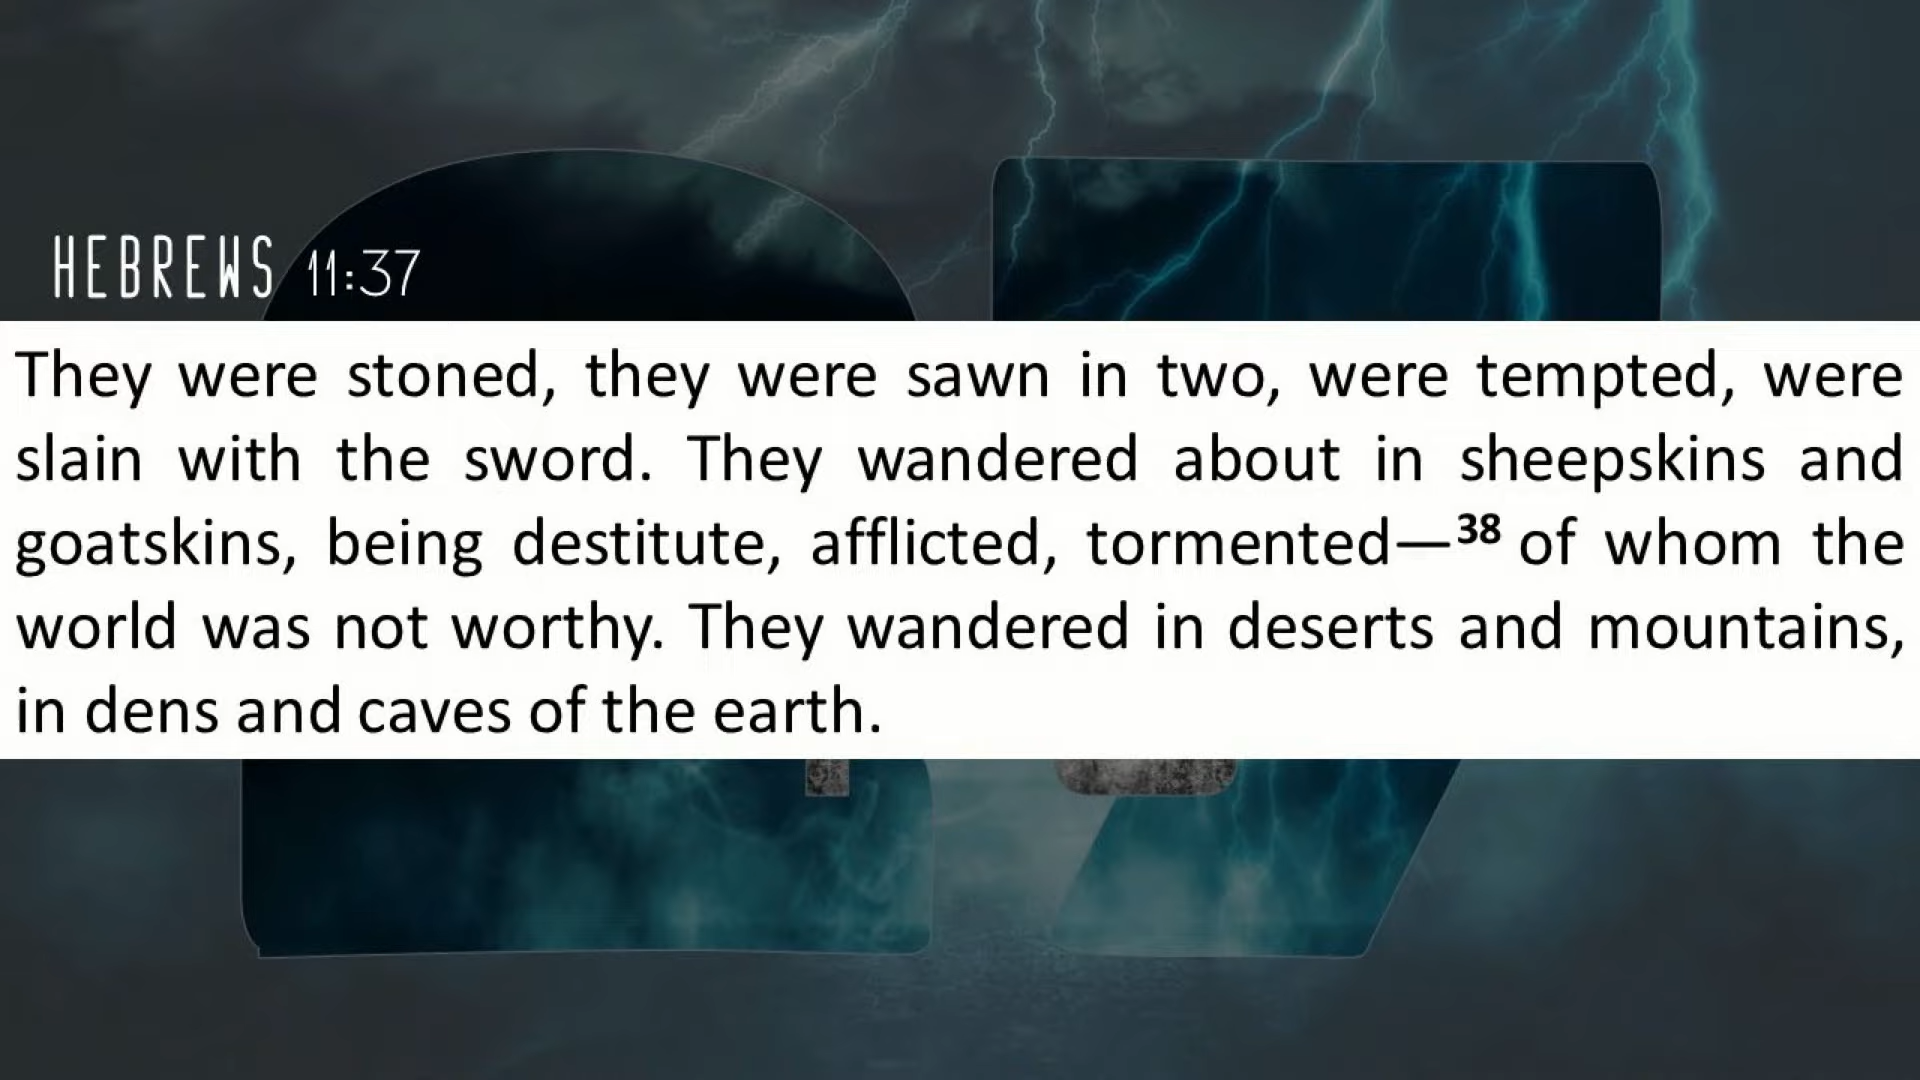 HEBREWS 11:37
They were stoned, they were sawn in two, were tempted, were
slain with the sword. They wandered about in sheepskins and
goatskins, being destitute, afflicted, tormented—³⁸ of whom the
world was not worthy. They wandered in deserts and mountains,
in dens and caves of the earth.